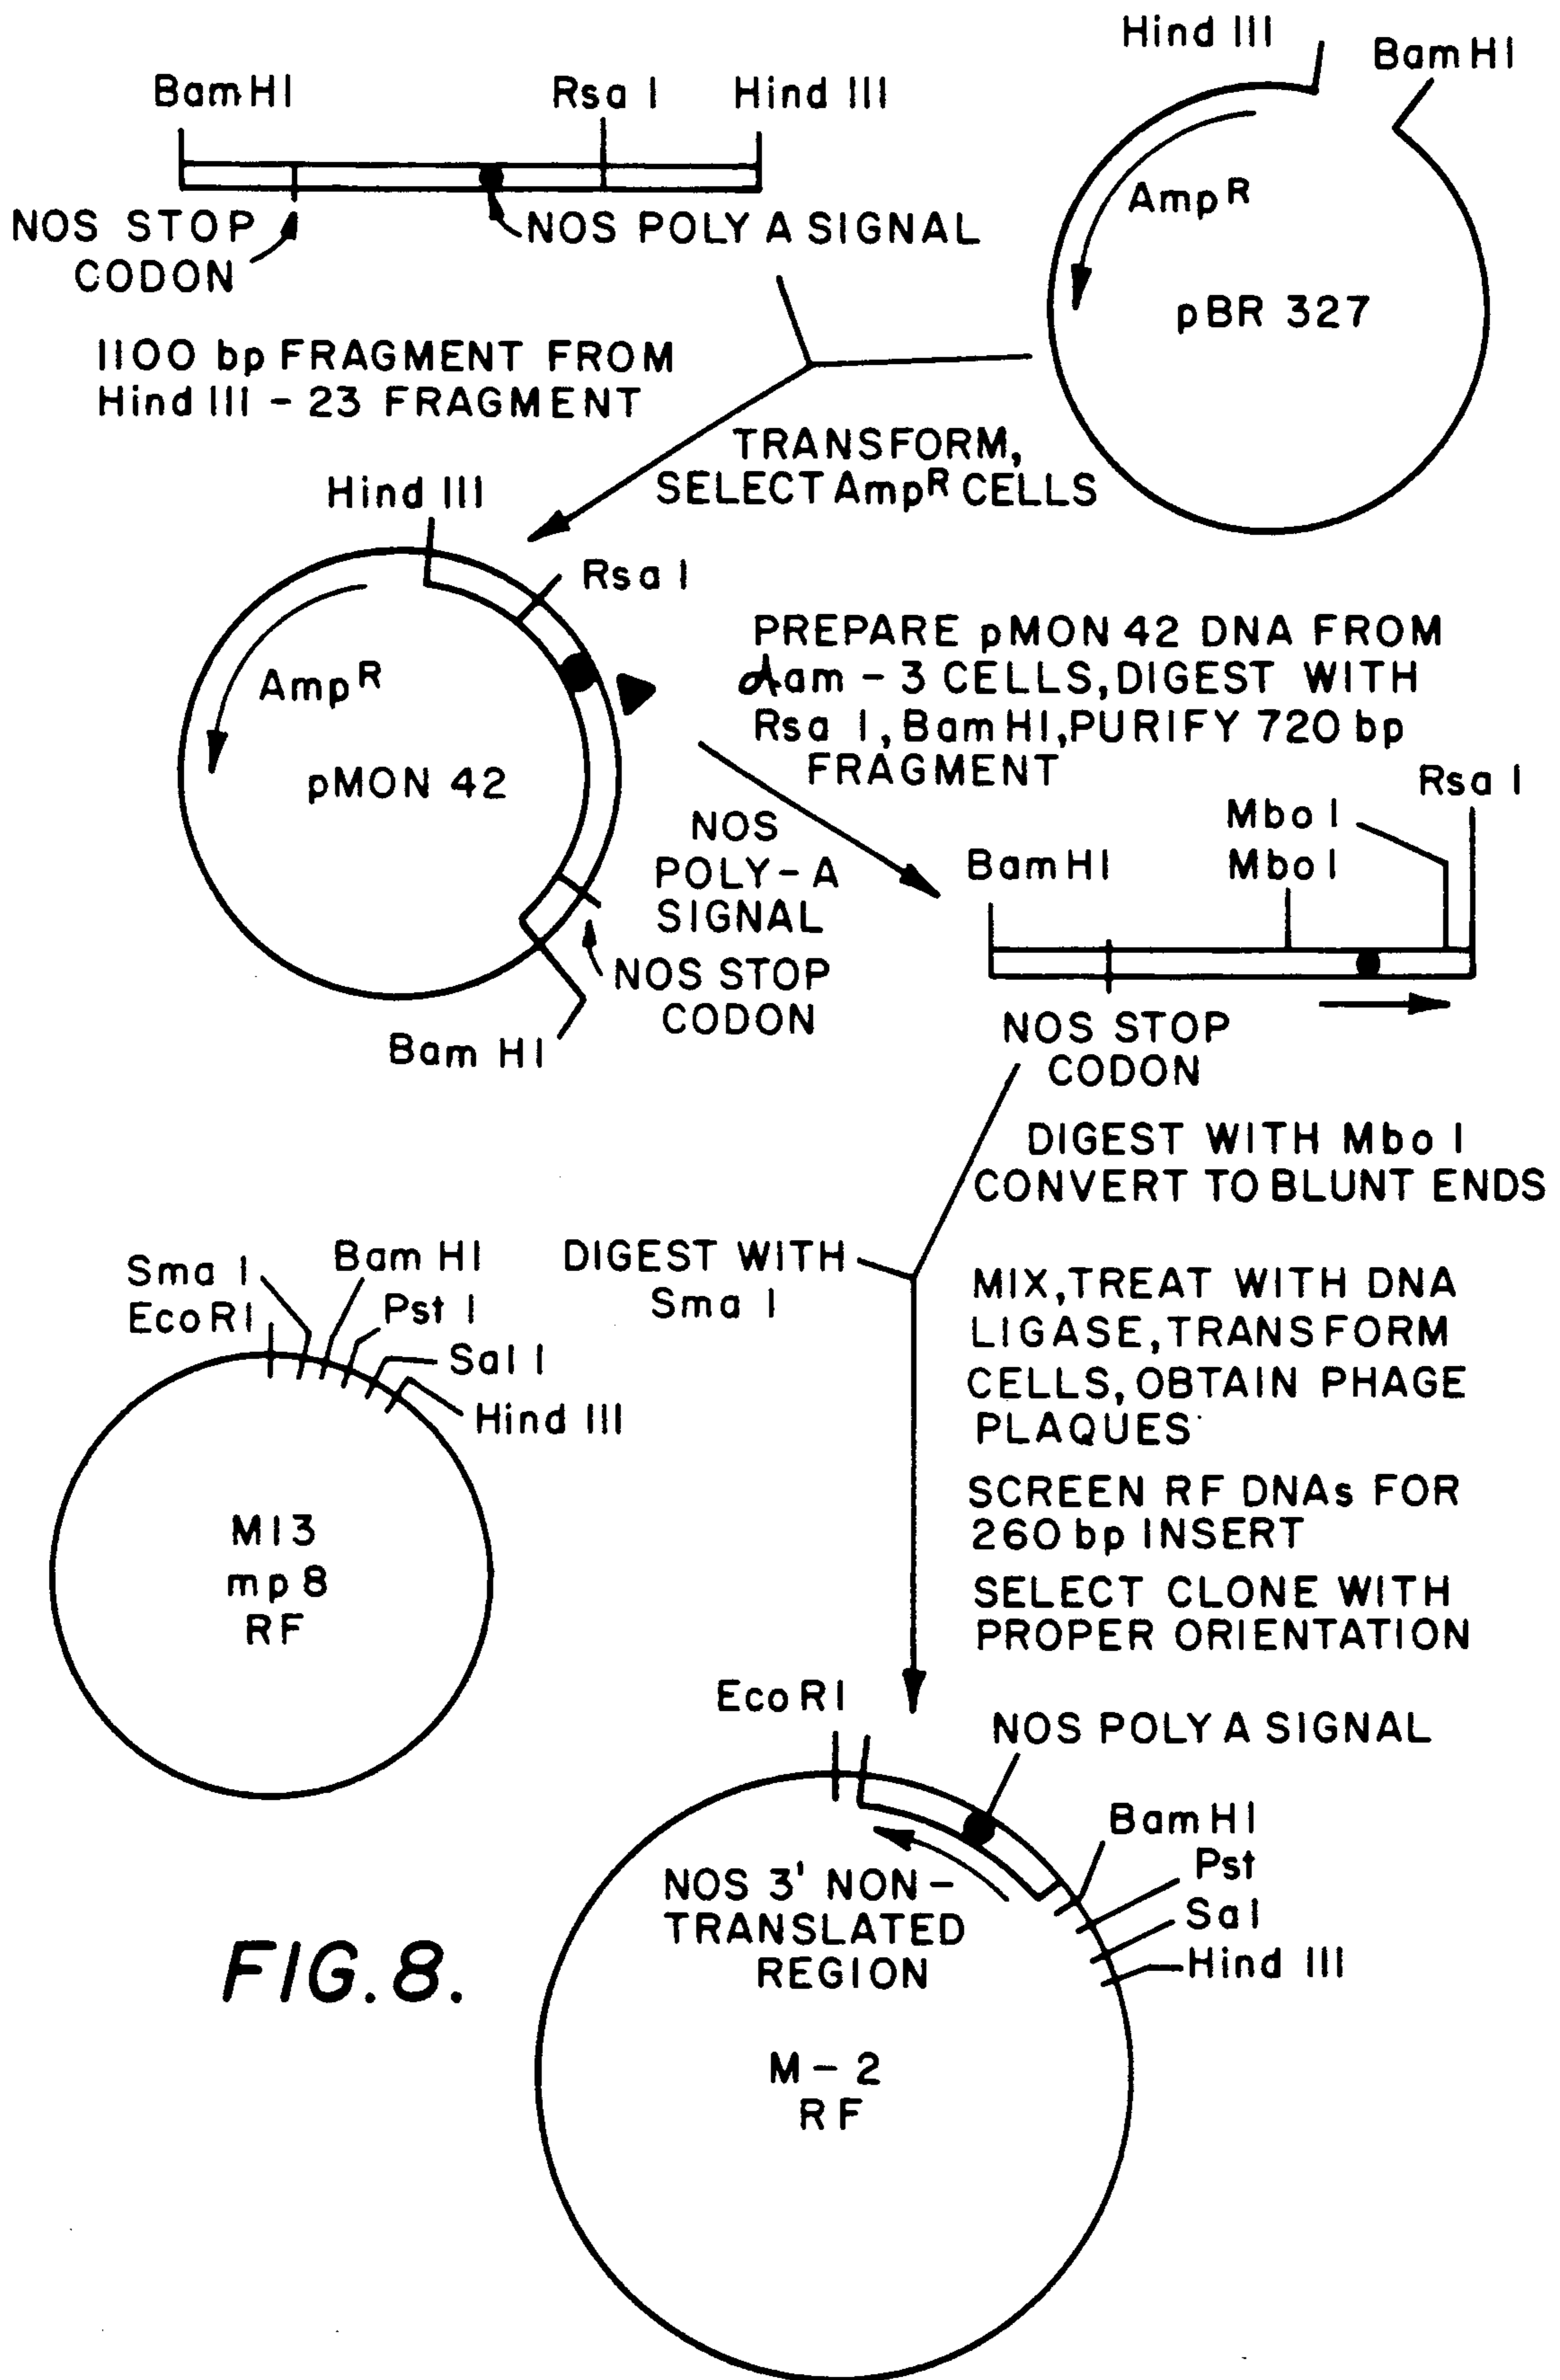 Hind III
BamHI
BamHI
Rsa I
Hind III
NOS STOP
CODON
NOS POLY A SIGNAL
AmpR
pBR 327
1100 bp FRAGMENT FROM
Hind III - 23 FRAGMENT
TRANSFORM,
SELECT AmpR CELLS
Hind III
Rsa I
AmpR
pMON 42
PREPARE pMON 42 DNA FROM
dam - 3 CELLS, DIGEST WITH
Rsa I, Bam HI, PURIFY 720 bp
FRAGMENT
NOS
POLY-A
SIGNAL
NOS STOP
CODON
Bam HI
Rsa I
Mbo I
BamHI
Mbo I
NOS STOP
CODON
DIGEST WITH Mbo I
CONVERT TO BLUNT ENDS
Sma I
EcoRI
Bam HI
Pst I
Sal I
Hind III
DIGEST WITH
Sma I
MIX, TREAT WITH DNA
LIGASE, TRANSFORM
CELLS, OBTAIN PHAGE
PLAQUES
M13
mp8
RF
SCREEN RF DNAs FOR
260 bp INSERT
SELECT CLONE WITH
PROPER ORIENTATION
Eco RI
NOS POLY A SIGNAL
BamHI
Pst
Sal
Hind III
NOS 3' NON-
TRANSLATED
REGION
M-2
RF
FIG. 8.